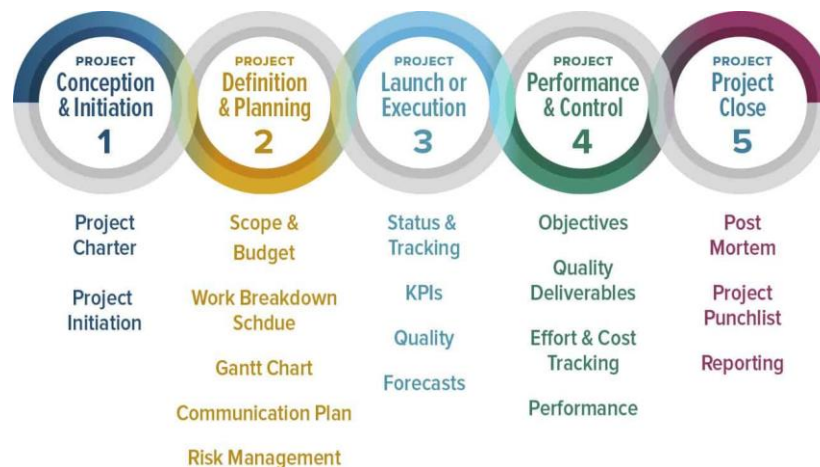 PROJECT
Conception
& Initiation
1
PROJECT
Definition
& Planning
2
PROJECT
Launch or
Execution
3
PROJECT
Performance
& Control
4
PROJECT
Project
Close
5
Project
Charter
Project
Initiation
Scope &
Budget
Work Breakdown
Schdue
Gantt Chart
Communication Plan
Risk Management
Status &
Tracking
KPIs
Quality
Forecasts
Objectives
Quality
Deliverables
Effort & Cost
Tracking
Performance
Post
Mortem
Project
Punchlist
Reporting